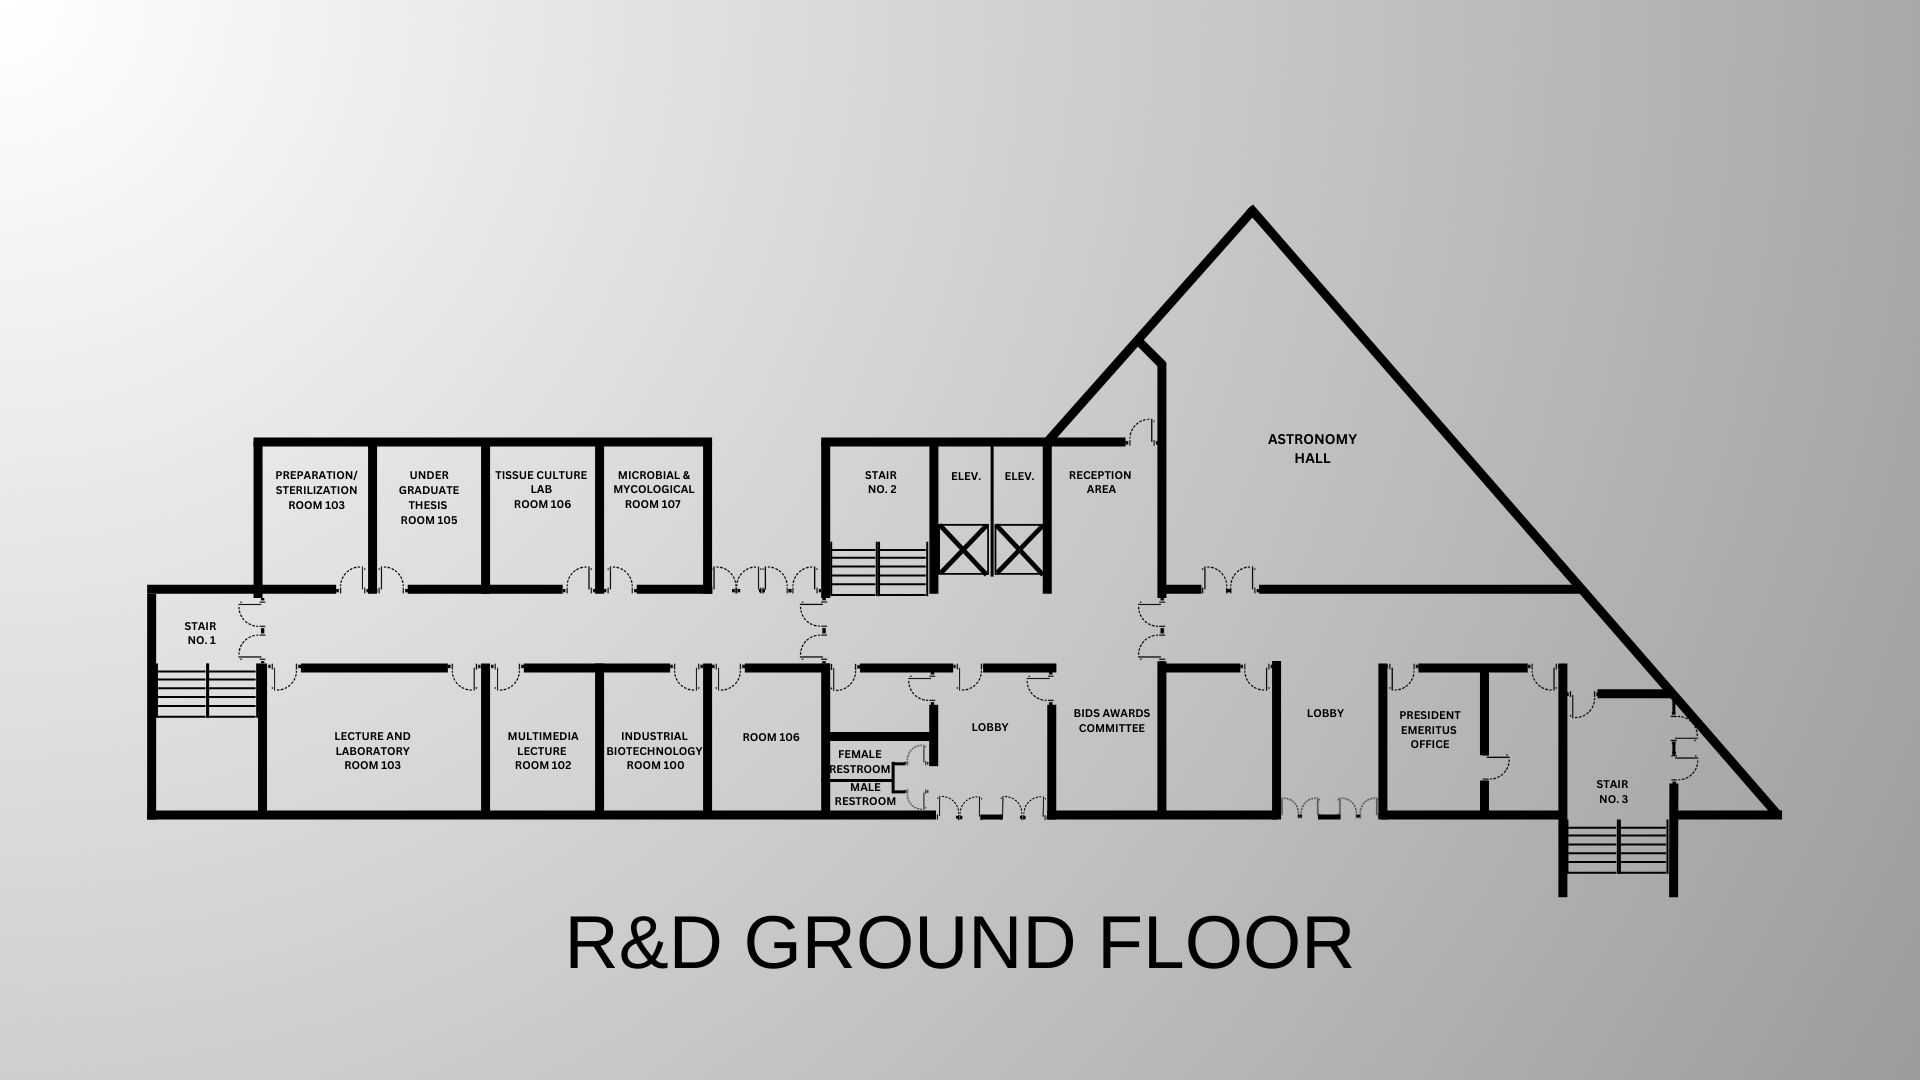 ASTRONOMY
HALL
PREPARATION/
STERILIZATION
ROOM 103
UNDER
GRADUATE
THESIS
ROOM 105
TISSUE CULTURE
LAB
ROOM 106
MICROBIAL &
MYCOLOGICAL
ROOM 107
STAIR
NO. 2
ELEV.
ELEV.
RECEPTION
AREA
STAIR
NO. 1
LECTURE AND
LABORATORY
ROOM 103
MULTIMEDIA
LECTURE
ROOM 102
INDUSTRIAL
BIOTECHNOLOGY
ROOM 100
ROOM 106
FEMALE
RESTROOM
MALE
RESTROOM
LOBBY
BIDS AWARDS
COMMITTEE
LOBBY
PRESIDENT
EMERITUS
OFFICE
STAIR
NO. 3
R&D GROUND FLOOR